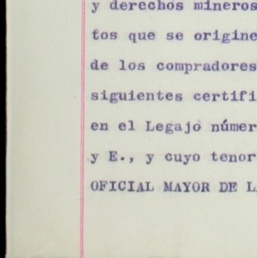 y derechos mineros
tos que se origine
de los compradores
siguientes certifi
en el Legajo númer
y E., y cuyo tenor
OFICIAL MAYOR DE L